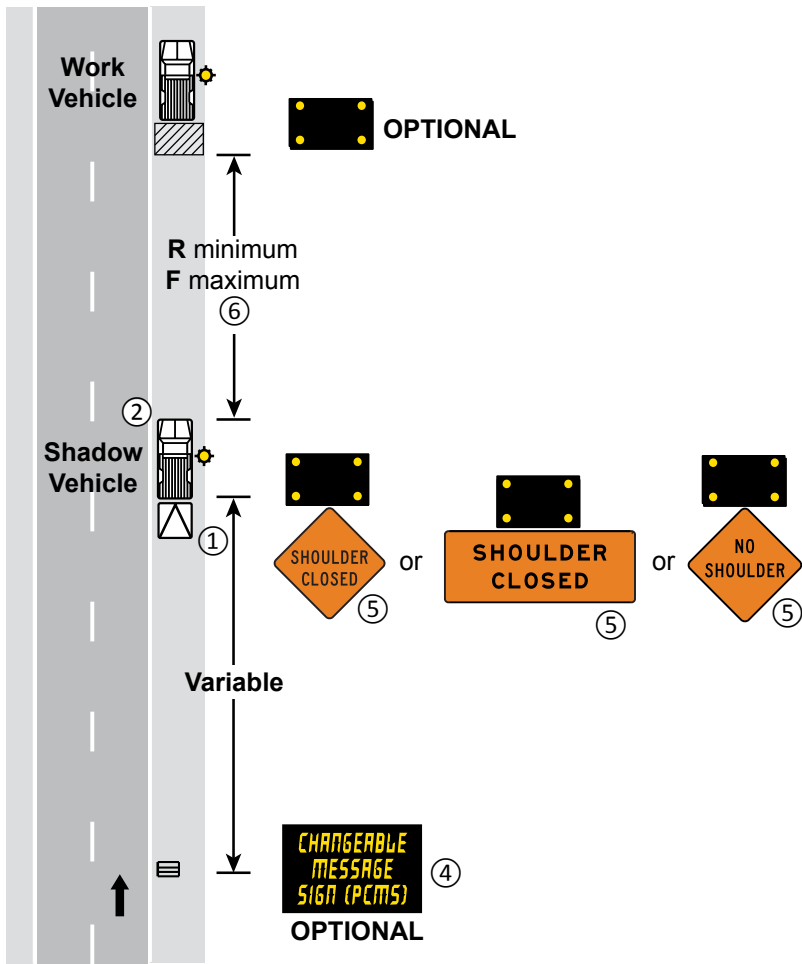 Work
Vehicle
OPTIONAL
R minimum
F maximum
⑥
②
Shadow
Vehicle
①
SHOULDER
CLOSED
⑤
or
SHOULDER
CLOSED
⑤
or
NO
SHOULDER
⑤
Variable
CHANGEABLE
MESSAGE
SIGN (PCMS)
④
OPTIONAL